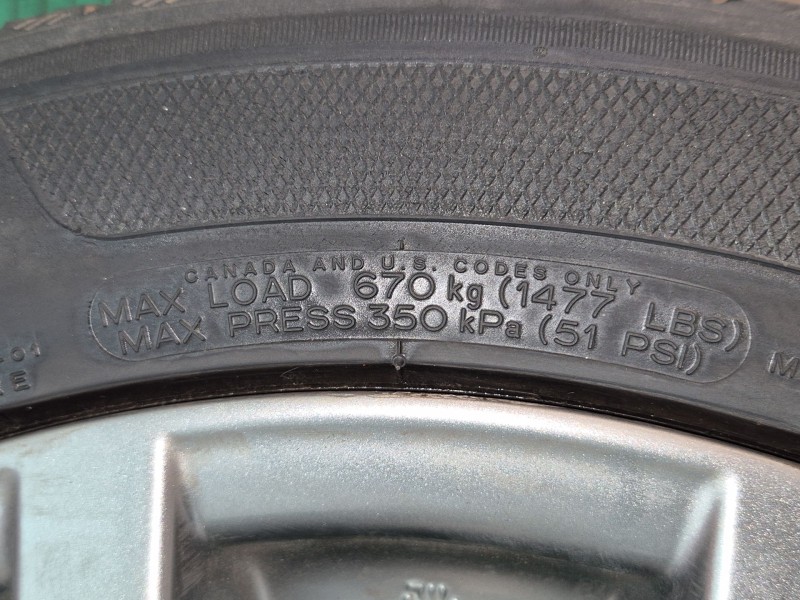 CANADA AND U.S. CODES ONLY
MAX LOAD 670 kg (1477 LBS)
MAX PRESS 350 kPa (51 PSI)